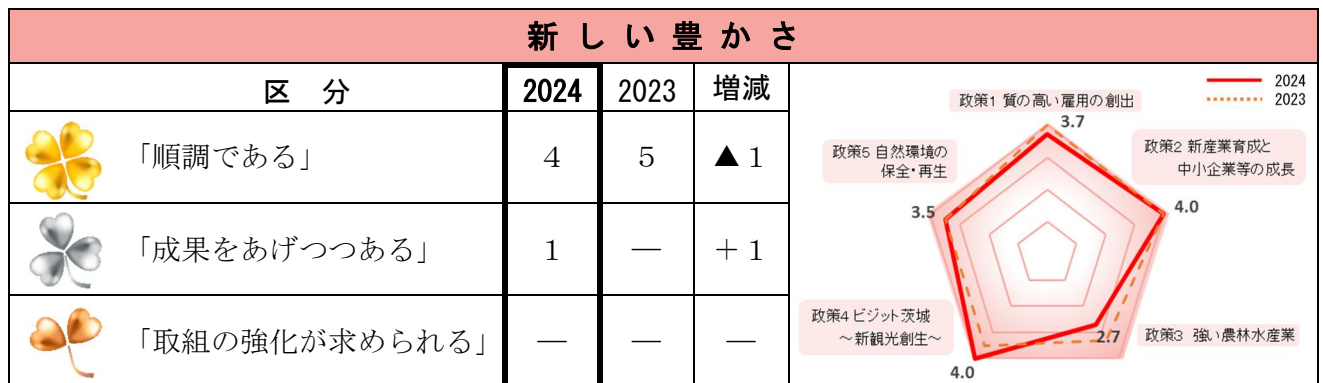 新しい豊かさ
区　分 2024 2023 増減
「順調である」 ４ ５ ▲１
「成果をあげつつある」 １ ― ＋１
「取組の強化が求められる」 ― ― ―
2024
2023
政策1 質の高い雇用の創出
3.7
政策2 新産業育成と
中小企業等の成長
4.0
政策3 強い農林水産業
2.7
政策4 ビジット茨城
～新観光創生～
4.0
政策5 自然環境の
保全・再生
3.5